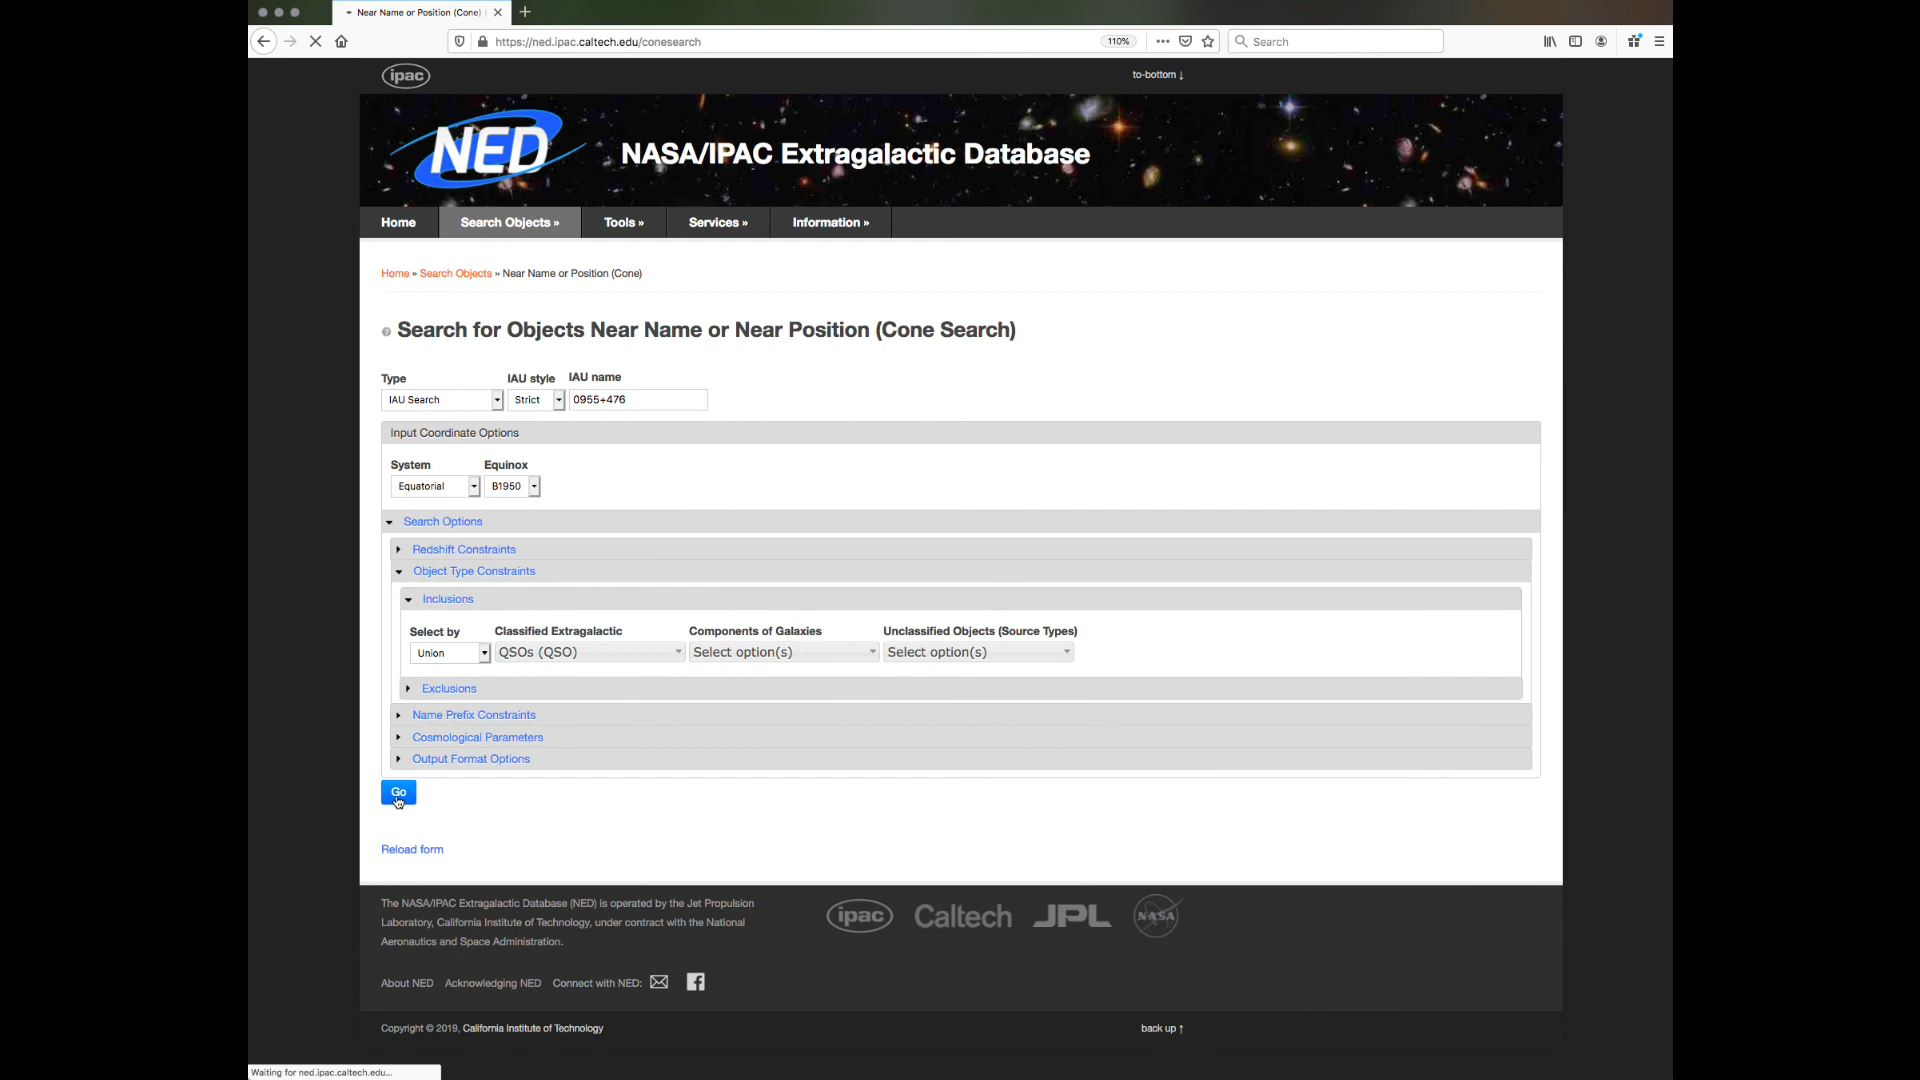 Near Name or Position (Cone)
https://ned.ipac.caltech.edu/conesearch
110%
Search
ipac
to-bottom ↓
NED
NASA/IPAC Extragalactic Database
Home
Search Objects »
Tools »
Services »
Information »
Home » Search Objects » Near Name or Position (Cone)
Search for Objects Near Name or Near Position (Cone Search)
Type
IAU style
IAU name
IAU Search
Strict
0955+476
Input Coordinate Options
System
Equinox
Equatorial
B1950
Search Options
Redshift Constraints
Object Type Constraints
Inclusions
Select by
Classified Extragalactic
Components of Galaxies
Unclassified Objects (Source Types)
Union
QSOs (QSO)
Select option(s)
Select option(s)
Exclusions
Name Prefix Constraints
Cosmological Parameters
Output Format Options
Go
Reload form
The NASA/IPAC Extragalactic Database (NED) is operated by the Jet Propulsion
Laboratory, California Institute of Technology, under contract with the National
Aeronautics and Space Administration.
ipac
Caltech
JPL
NASA
About NED
Acknowledging NED
Connect with NED:
Copyright © 2019, California Institute of Technology
back up ↑
Waiting for ned.ipac.caltech.edu...